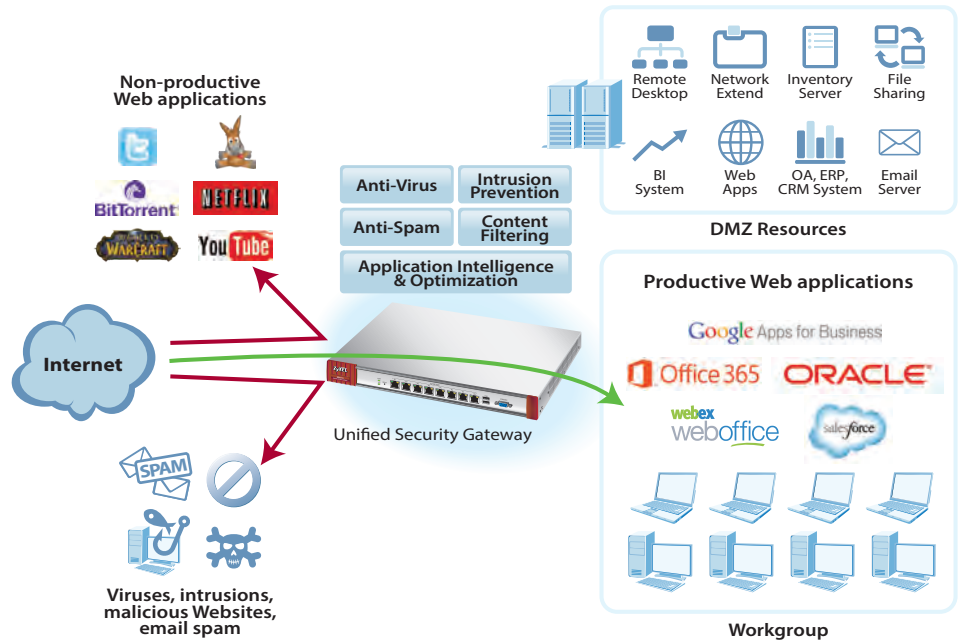 Non-productive
Web applications
BitTorrent
NETFLIX
WARCRAFT
YouTube
Internet
SPAM
Viruses, intrusions,
malicious Websites,
email spam
Anti-Virus
Intrusion
Prevention
Anti-Spam
Content
Filtering
Application Intelligence
& Optimization
ZyXEL
Unified Security Gateway
Remote
Desktop
Network
Extend
Inventory
Server
File
Sharing
BI
System
Web
Apps
OA, ERP,
CRM System
Email
Server
DMZ Resources
Productive Web applications
Google Apps for Business
Office 365
ORACLE
webex
weboffice
salesforce
Workgroup